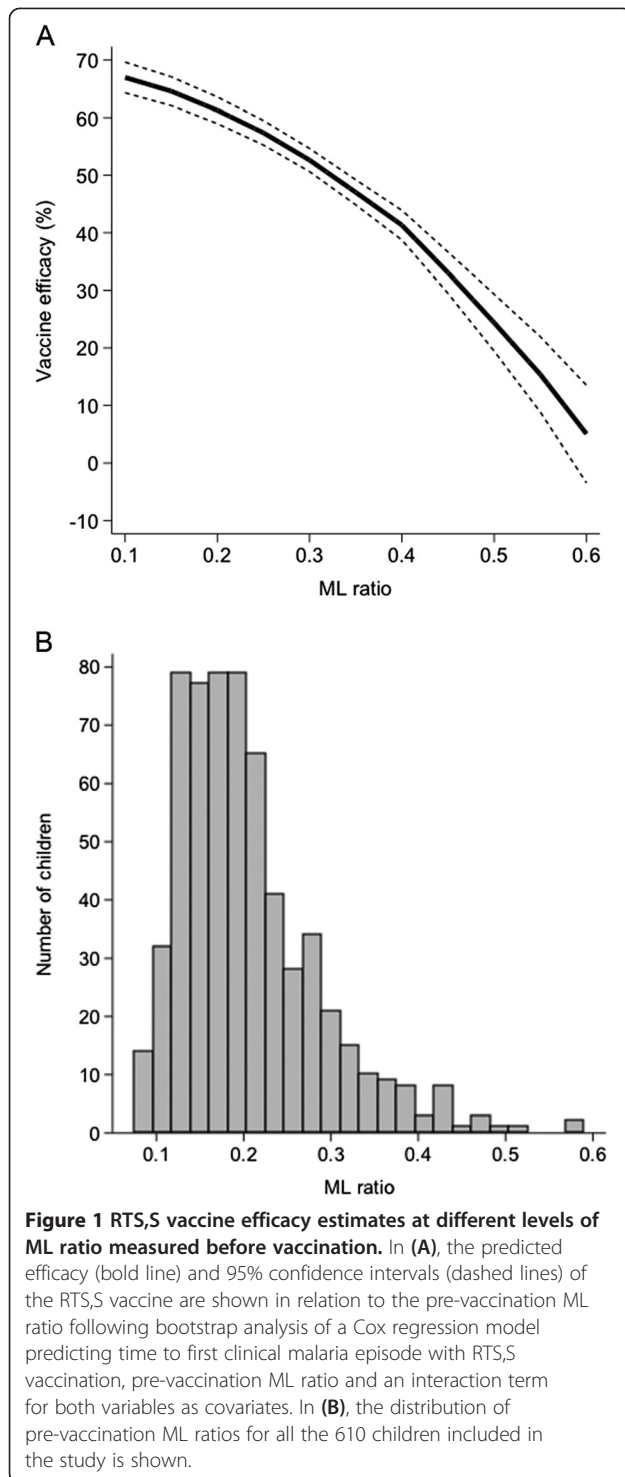 A
70
60
50
40
30
20
10
0
-10
Vaccine efficacy (%)
0.1 0.2 0.3 0.4 0.5 0.6
ML ratio
B
80
70
60
50
40
30
20
10
0
Number of children
0.1 0.2 0.3 0.4 0.5 0.6
ML ratio
Figure 1 RTS,S vaccine efficacy estimates at different levels of
ML ratio measured before vaccination. In (A), the predicted
efficacy (bold line) and 95% confidence intervals (dashed lines) of
the RTS,S vaccine are shown in relation to the pre-vaccination ML
ratio following bootstrap analysis of a Cox regression model
predicting time to first clinical malaria episode with RTS,S
vaccination, pre-vaccination ML ratio and an interaction term
for both variables as covariates. In (B), the distribution of
pre-vaccination ML ratios for all the 610 children included in
the study is shown.